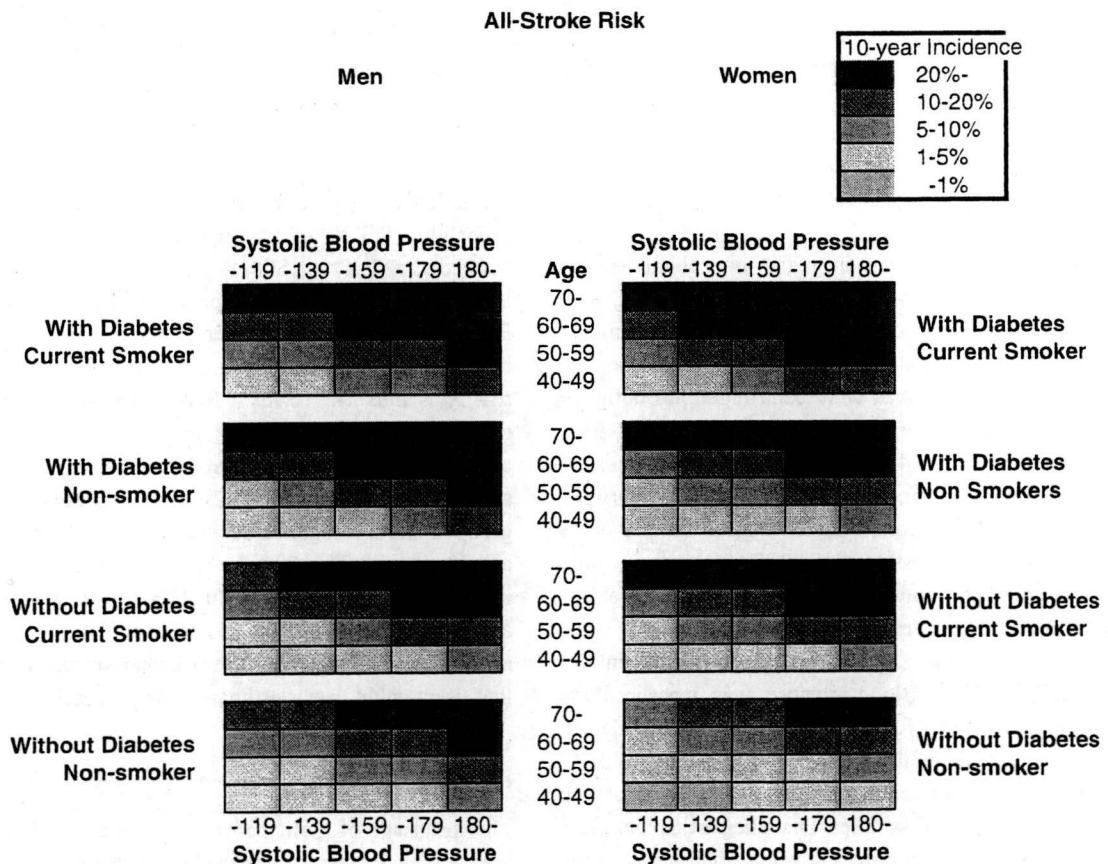 All-Stroke Risk
Men
Women
10-year Incidence
20%-
10-20%
5-10%
1-5%
-1%
Systolic Blood Pressure
-119 -139 -159 -179 180-
Age
Systolic Blood Pressure
-119 -139 -159 -179 180-
With Diabetes
Current Smoker
70-
60-69
50-59
40-49
With Diabetes
Current Smoker
With Diabetes
Non-smoker
70-
60-69
50-59
40-49
With Diabetes
Non Smokers
Without Diabetes
Current Smoker
70-
60-69
50-59
40-49
Without Diabetes
Current Smoker
Without Diabetes
Non-smoker
70-
60-69
50-59
40-49
Without Diabetes
Non-smoker
-119 -139 -159 -179 180-
Systolic Blood Pressure
-119 -139 -159 -179 180-
Systolic Blood Pressure